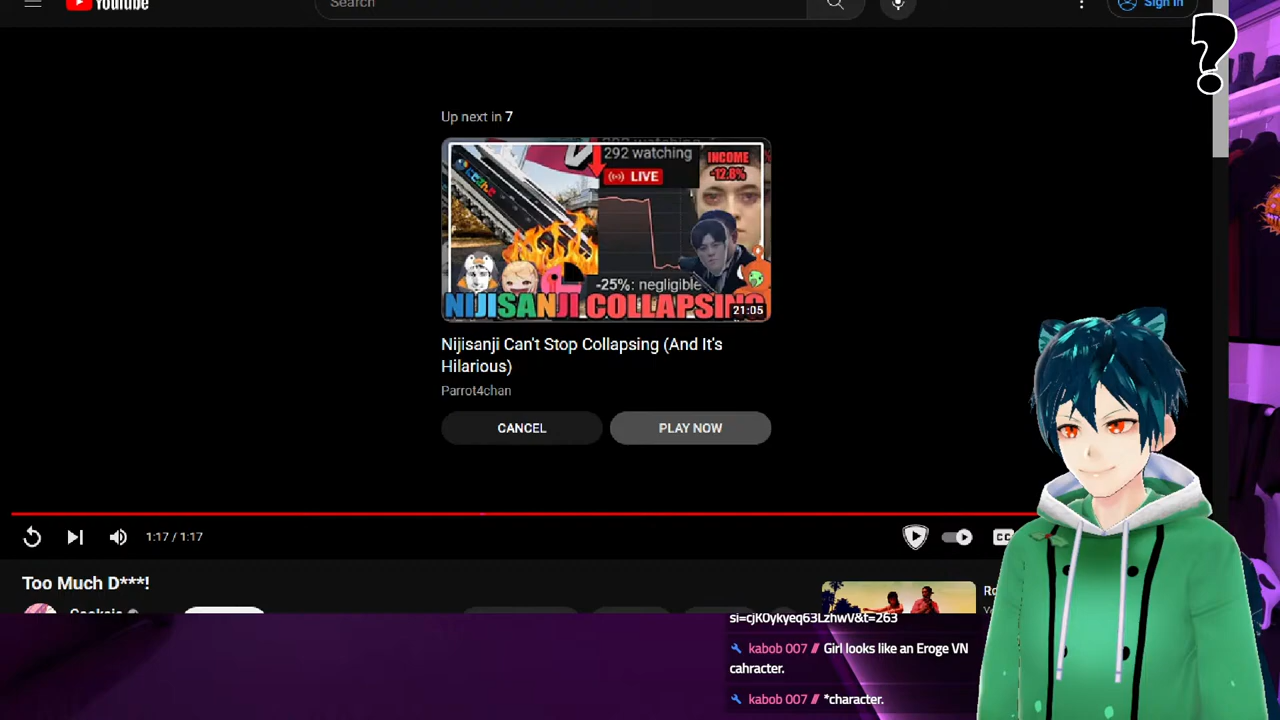 YouTube
Search
Sign in
?
Up next in 7
292 watching
LIVE
INCOME
-12.8%
-25%: negligible
NIJISANJI COLLAPSING
21:05
Nijisanji Can't Stop Collapsing (And It's
Hilarious)
Parrot4chan
CANCEL
PLAY NOW
1:17 / 1:17
CC
Too Much D***!
si=cjK0ykyeq63LzhwV&t=263
kabob 007 // Girl looks like an Eroge VN
cahracter.
kabob 007 // *character.